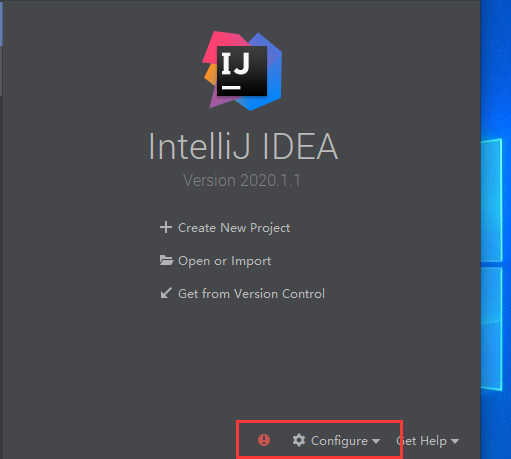 IJ
IntelliJ IDEA
Version 2020.1.1
Create New Project
Open or Import
Get from Version Control
Configure
Get Help